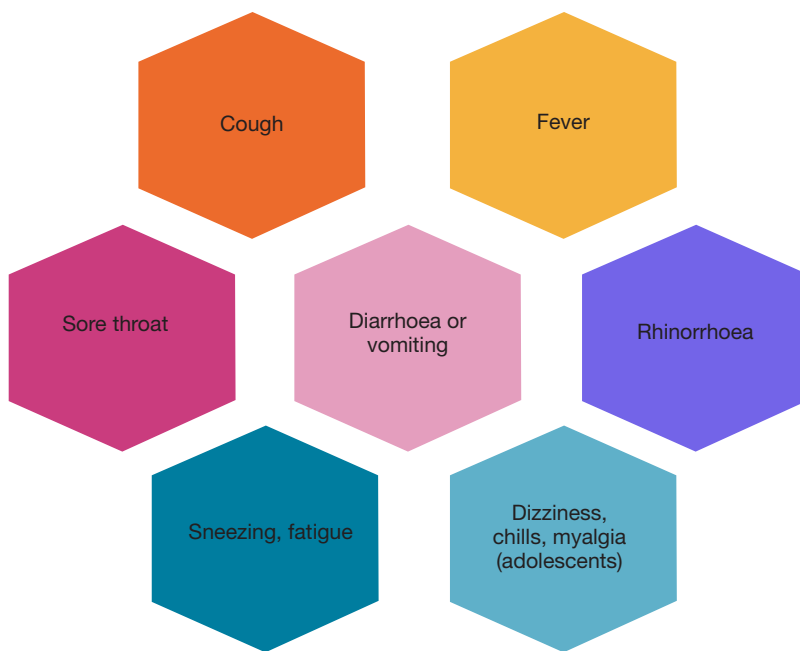 Cough
Fever
Sore throat
Diarrhoea or
vomiting
Rhinorrhoea
Sneezing, fatigue
Dizziness,
chills, myalgia
(adolescents)